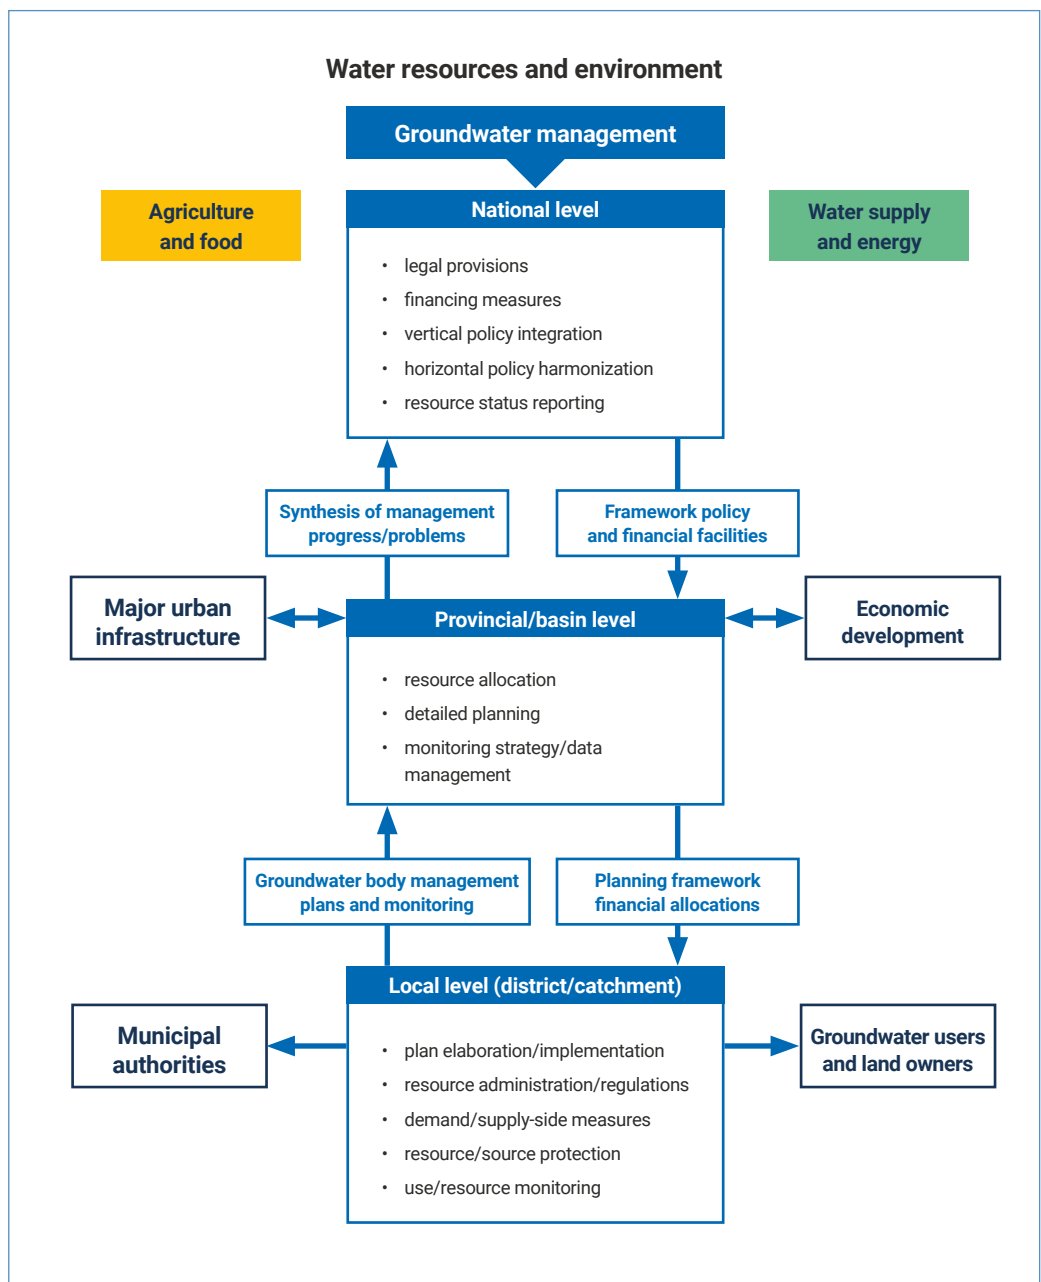 Water resources and environment
Groundwater management
Agriculture
and food
National level
Water supply
and energy
• legal provisions
• financing measures
• vertical policy integration
• horizontal policy harmonization
• resource status reporting
Synthesis of management
progress/problems
Framework policy
and financial facilities
Major urban
infrastructure
Provincial/basin level
Economic
development
• resource allocation
• detailed planning
• monitoring strategy/data
management
Groundwater body management
plans and monitoring
Planning framework
financial allocations
Local level (district/catchment)
Municipal
authorities
Groundwater users
and land owners
• plan elaboration/implementation
• resource administration/regulations
• demand/supply-side measures
• resource/source protection
• use/resource monitoring